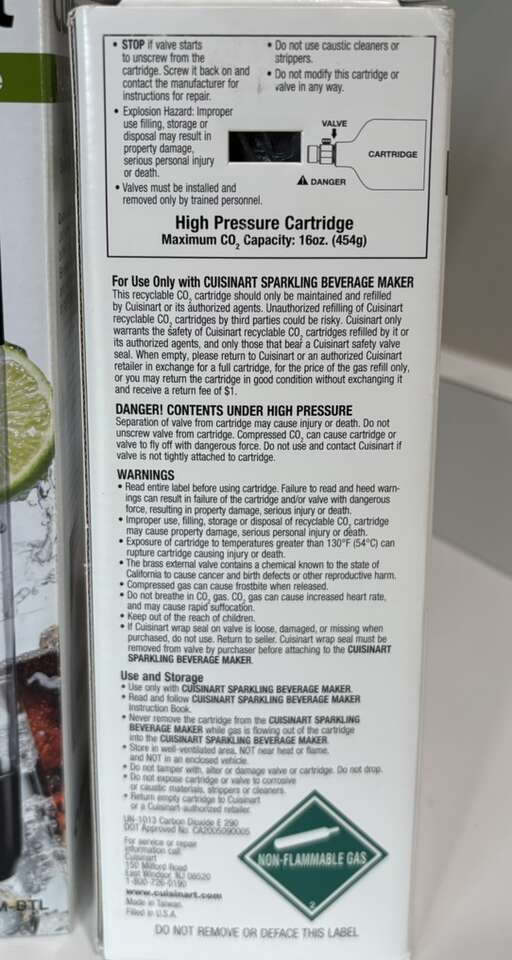 • STOP if valve starts
to unscrew from the
cartridge. Screw it back on and
contact the manufacturer for
instructions for repair.
• Explosion Hazard: Improper
use filling, storage or
disposal may result in
property damage,
serious personal injury
or death.
• Valves must be installed and
removed only by trained personnel.
• Do not use caustic cleaners or
strippers.
• Do not modify this cartridge or
valve in any way.
VALVE
CARTRIDGE
DANGER
High Pressure Cartridge
Maximum CO2 Capacity: 16oz. (454g)
For Use Only with CUISINART SPARKLING BEVERAGE MAKER
This recyclable CO2 cartridge should only be maintained and refilled
by Cuisinart or its authorized agents. Unauthorized refilling of Cuisinart
recyclable CO2 cartridges by third parties could be risky. Cuisinart only
warrants the safety of Cuisinart recyclable CO2 cartridges refilled by it or
its authorized agents, and only those that bear a Cuisinart safety valve
seal. When empty, please return to Cuisinart or an authorized Cuisinart
retailer in exchange for a full cartridge, for the price of the gas refill only,
or you may return the cartridge in good condition without exchanging it
and receive a return fee of $1.
DANGER! CONTENTS UNDER HIGH PRESSURE
Separation of valve from cartridge may cause injury or death. Do not
unscrew valve from cartridge. Compressed CO2 can cause cartridge or
valve to fly off with dangerous force. Do not use and contact Cuisinart if
valve is not tightly attached to cartridge.
WARNINGS
• Read entire label before using cartridge. Failure to read and heed warn-
ings can result in failure of the cartridge and/or valve with dangerous
force, resulting in property damage, serious injury or death.
• Improper use, filling, storage or disposal of recyclable CO2 cartridge
may cause property damage, serious personal injury or death.
• Exposure of cartridge to temperatures greater than 130°F (54°C) can
rupture cartridge causing injury or death.
• The brass external valve contains a chemical known to the state of
California to cause cancer and birth defects or other reproductive harm.
• Compressed gas can cause frostbite when released.
• Do not breathe in CO2 gas. CO2 gas can cause increased heart rate,
and may cause rapid suffocation.
• Keep out of the reach of children.
• If Cuisinart wrap seal on valve is loose, damaged, or missing when
purchased, do not use. Return to seller. Cuisinart wrap seal must be
removed from valve by purchaser before attaching to the CUISINART
SPARKLING BEVERAGE MAKER.
Use and Storage
• Use only with CUISINART SPARKLING BEVERAGE MAKER.
• Read and follow CUISINART SPARKLING BEVERAGE MAKER
Instruction Book.
• Never remove the cartridge from the CUISINART SPARKLING
BEVERAGE MAKER while gas is flowing out of the cartridge
into the CUISINART SPARKLING BEVERAGE MAKER.
• Store in well-ventilated area, NOT near heat or flame,
and NOT in an enclosed vehicle.
• Do not tamper with, alter or damage valve or cartridge. Do not drop.
• Do not expose cartridge or valve to corrosive
or caustic materials, strippers or cleaners.
• Return empty cartridge to Cuisinart
or a Cuisinart authorized retailer.
UN-1013 Carbon Dioxide E 290
DOT Approved No. CA2005090005
For service or repair
information call
Cuisinart
150 Milford Road
East Windsor, NJ 08520
1-800-726-0190
www.cuisinart.com
Made in Taiwan
Filled in U.S.A.
NON-FLAMMABLE GAS
2
DO NOT REMOVE OR DEFACE THIS LABEL